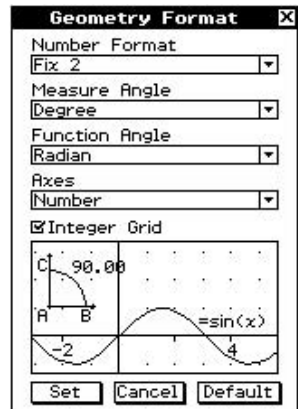 Geometry Format
Number Format
Fix 2
Measure Angle
Degree
Function Angle
Radian
Axes
Number
Integer Grid
C 90.00
=sin(x)
A B
-2 4
Set Cancel Default